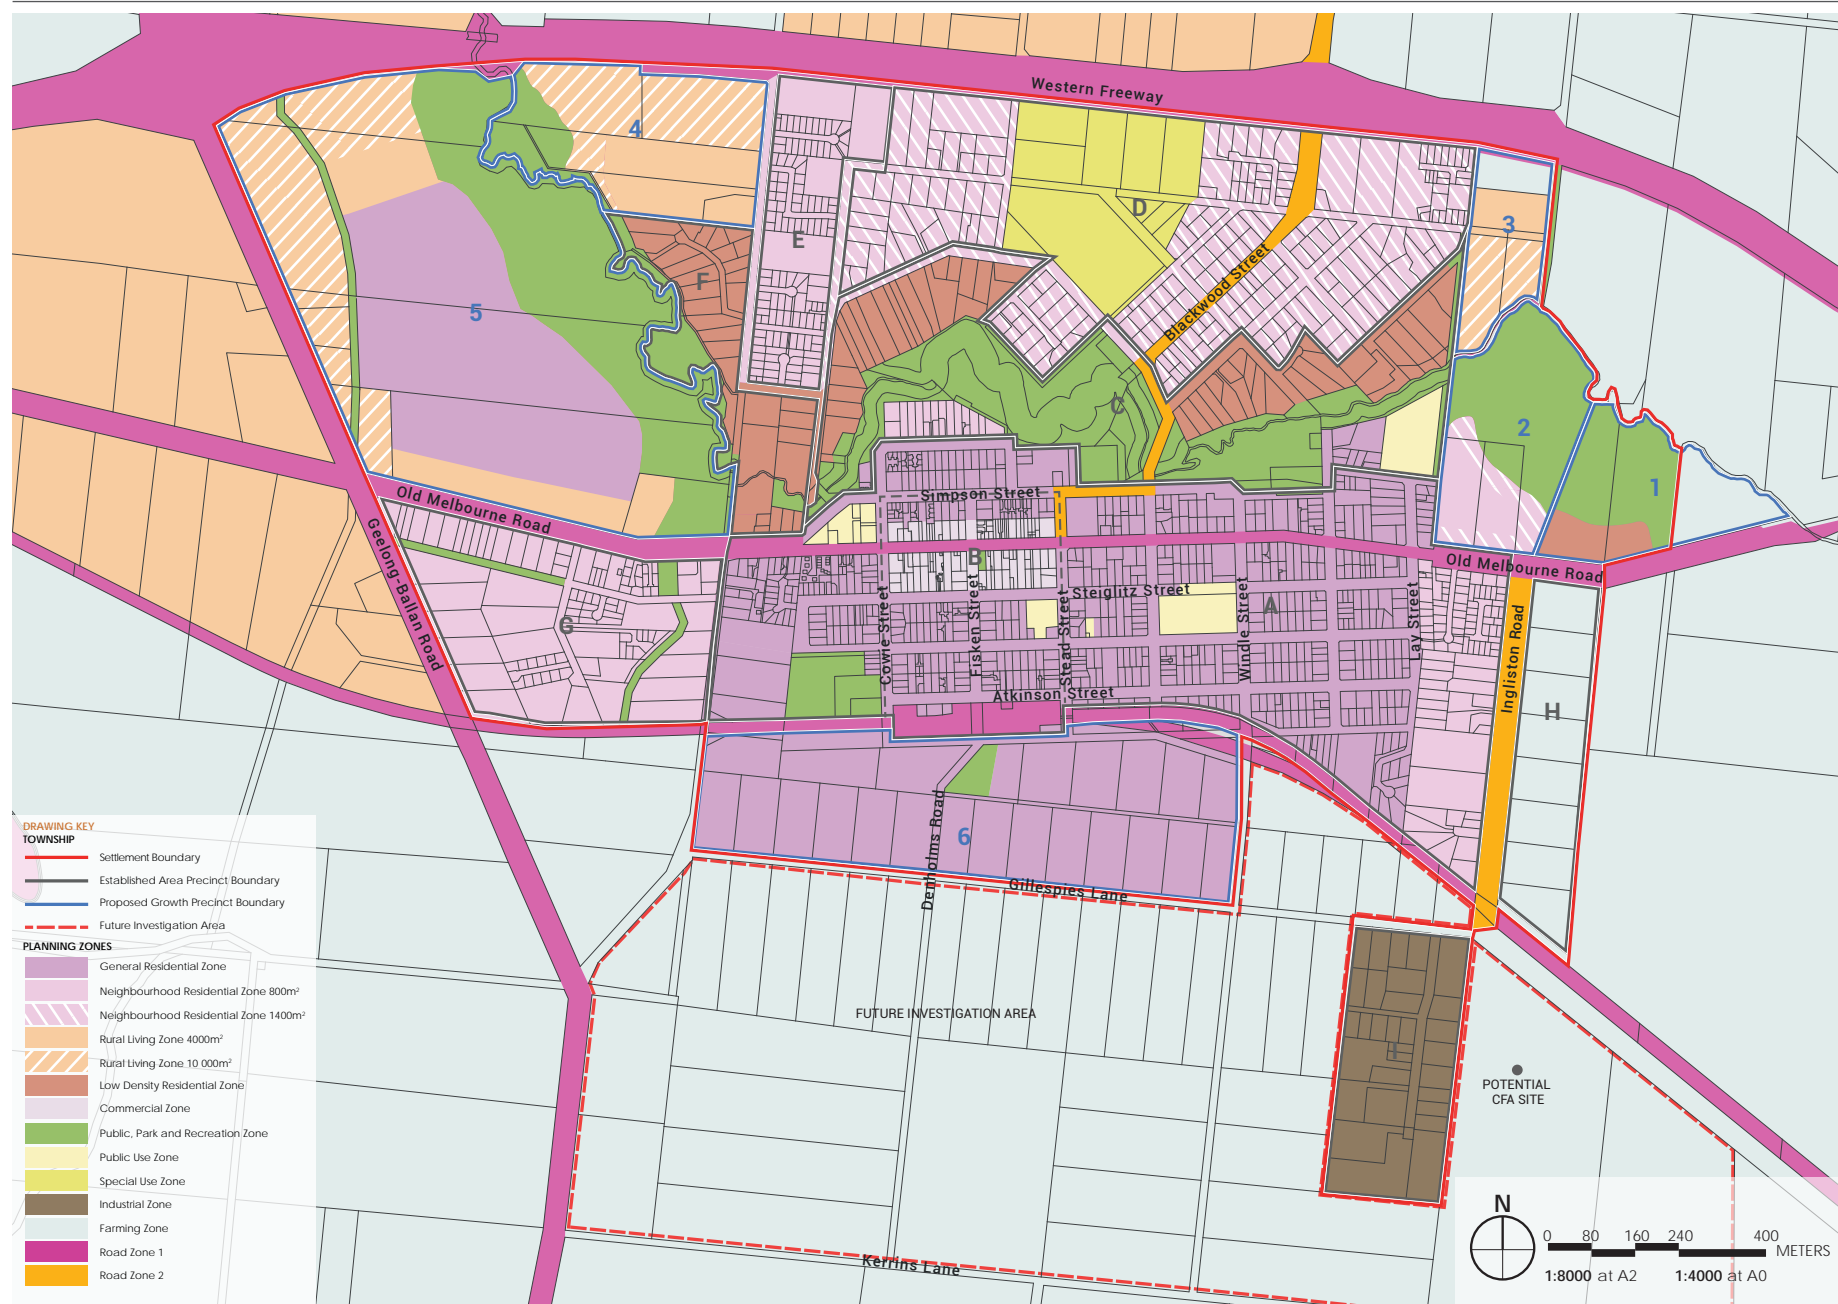 Western Freeway
4
3
D
E
F
5
Blackwood Street
C
2
1
Simpson Street
Old Melbourne Road
B
Old Melbourne Road
Geelong-Ballan Road
Steiglitz Street
A
G
Cowie Street
Fisken Street
Stead Street
Windle Street
Lay Street
Inglinston Road
H
Atkinson Street
6
Denholms Road
Gillespies Lane
FUTURE INVESTIGATION AREA
I
POTENTIAL
CFA SITE
Kerrins Lane
DRAWING KEY
TOWNSHIP
Settlement Boundary
Established Area Precinct Boundary
Proposed Growth Precinct Boundary
Future Investigation Area
PLANNING ZONES
General Residential Zone
Neighbourhood Residential Zone 800m²
Neighbourhood Residential Zone 1400m²
Rural Living Zone 4000m²
Rural Living Zone 10 000m²
Low Density Residential Zone
Commercial Zone
Public, Park and Recreation Zone
Public Use Zone
Special Use Zone
Industrial Zone
Farming Zone
Road Zone 1
Road Zone 2
N
0 80 160 240 400
METERS
1:8000 at A2 1:4000 at A0